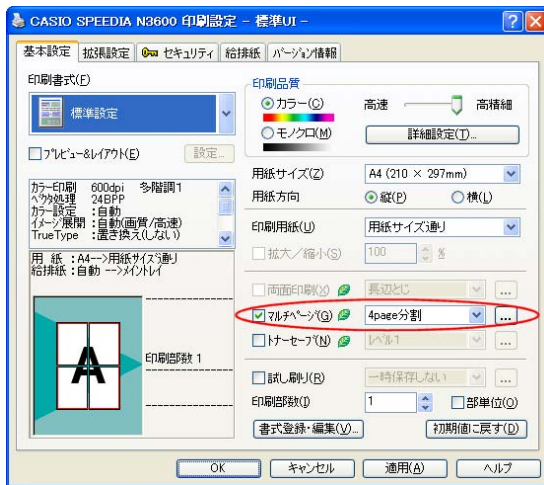 CASIO SPEEDIA N3600 印刷設定 - 標準UI -
基本設定 拡張設定 セキュリティ 給排紙 バージョン情報
印刷書式(F)
標準設定
プレビュー&レイアウト(E) 設定...
カラー印刷 600dpi 多階調1
ベクタ処理 24BPP
カラー設定 :自動
イメージ展開 :自動(画質/高速)
TrueType :置き換え(しない)
用 紙 :A4-->用紙サイズ通り
給排紙:自動 -->メイントレイ
A
印刷部数 1
印刷品質
カラー(C) 高速 高精細
モノクロ(M) 詳細設定(T)...
用紙サイズ(Z) A4 (210 × 297mm)
用紙方向 縦(P) 横(L)
印刷用紙(U) 用紙サイズ通り
拡大/縮小(S) 100 %
両面印刷(X) 長辺とじ ...
マルチページ(G) 4page分割 ...
トナーセーブ(N) レベル1 ...
試し刷り(R) 一時保存しない ...
印刷部数(I) 1 部単位(O)
書式登録・編集(V)... 初期値に戻す(D)
OK キャンセル 適用(A) ヘルプ